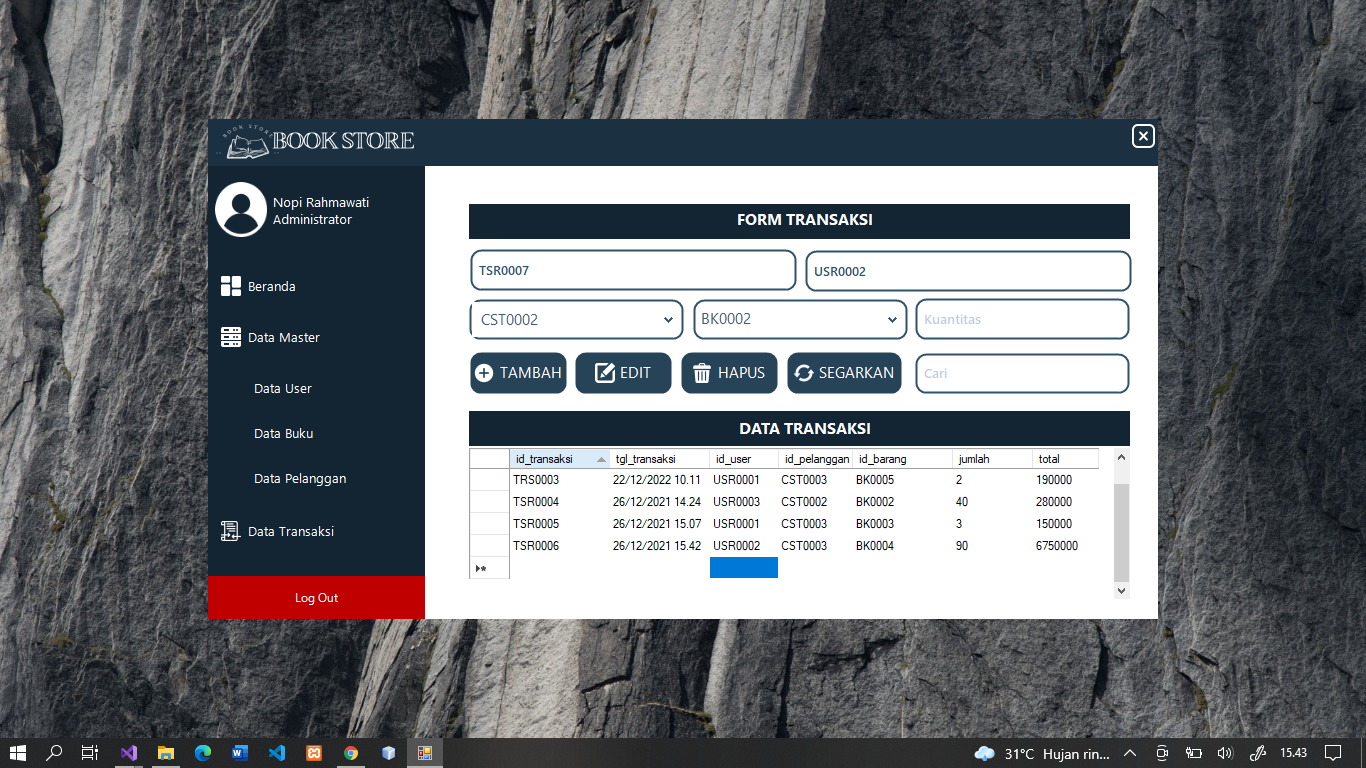 BOOK STORE
BOOK STORE
Nopi Rahmawati
Administrator
Beranda
Data Master
Data User
Data Buku
Data Pelanggan
Data Transaksi
Log Out
FORM TRANSAKSI
TSR0007 USR0002
CST0002 BK0002 Kuantitas
TAMBAH EDIT HAPUS SEGARKAN Cari
DATA TRANSAKSI
id_transaksi tgl_transaksi id_user id_pelanggan id_barang jumlah total
TRS0003 22/12/2022 10.11 USR0001 CST0003 BK0005 2 190000
TSR0004 26/12/2021 14.24 USR0003 CST0002 BK0002 40 280000
TSR0005 26/12/2021 15.07 USR0001 CST0003 BK0003 3 150000
TSR0006 26/12/2021 15.42 USR0002 CST0003 BK0004 90 6750000
31°C Hujan rin... 15.43